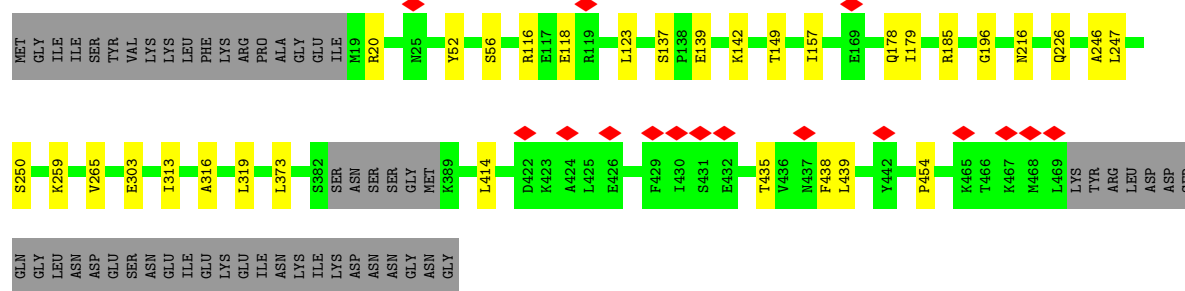 MET GLY ILE ILE SER TYR VAL LYS LYS LEU PHE LYS ARG PRO ALA GLY GLU ILE M19 R20 N25 Y52 S56 R116 E117 E118 R119 L123 S137 P138 E139 K142 T149 I157 E169 Q178 I179 R185 G196 N216 Q226 A246 L247
S250 K259 V265 E303 I313 A316 L319 L373 S382 SER ASN SER SER GLY MET K389 L414 D422 K423 A424 L425 E426 F429 I430 S431 E432 T435 V436 N437 F438 L439 Y442 P454 K465 T466 K467 M468 L469 LYS TYR ARG LEU ASP ASP
GLN GLY LEU ASN ASP GLU SER ASN GLU ILE GLU LYS GLU ILE ASN LYS ILE LYS ASP ASN ASN GLY ASN GLY